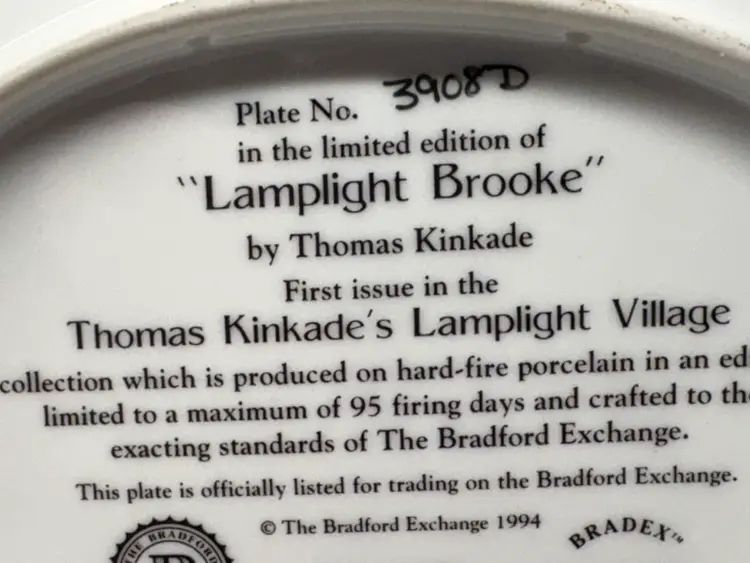 Plate No. 3908D
in the limited edition of
"Lamplight Brooke"
by Thomas Kinkade
First issue in the
Thomas Kinkade's Lamplight Village
collection which is produced on hard-fire porcelain in an ed
limited to a maximum of 95 firing days and crafted to th
exacting standards of The Bradford Exchange.
This plate is officially listed for trading on the Bradford Exchange.
© The Bradford Exchange 1994
BRADEX™
THE BRADFORD